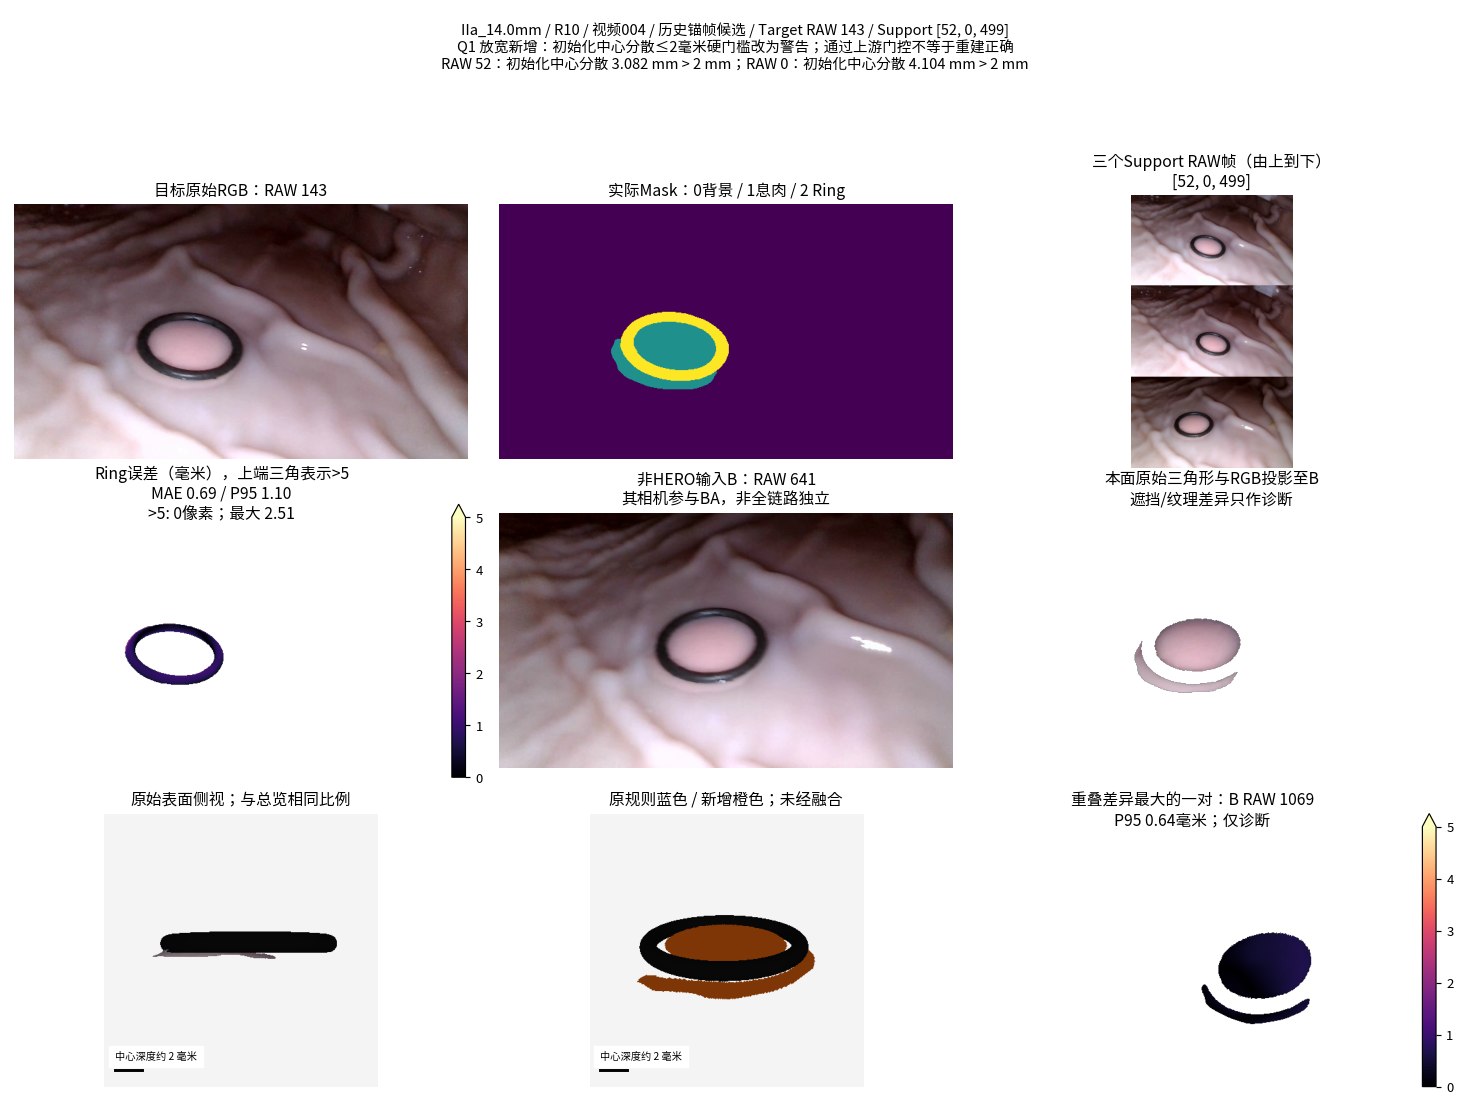 IIa_14.0mm / R10 / 视频004 / 历史锚帧候选 / Target RAW 143 / Support [52, 0, 499]
Q1 放宽新增：初始化中心分散≤2毫米硬门槛改为警告；通过上游门控不等于重建正确
RAW 52：初始化中心分散 3.082 mm > 2 mm；RAW 0：初始化中心分散 4.104 mm > 2 mm
目标原始RGB：RAW 143
实际Mask：0背景 / 1息肉 / 2 Ring
三个Support RAW帧（由上到下）
[52, 0, 499]
Ring误差（毫米），上端三角表示>5
MAE 0.69 / P95 1.10
>5: 0像素；最大 2.51
5
4
3
2
1
0
非HERO输入B：RAW 641
其相机参与BA，非全链路独立
本面原始三角形与RGB投影至B
遮挡/纹理差异只作诊断
原始表面侧视；与总览相同比例
中心深度约 2 毫米
原规则蓝色 / 新增橙色；未经融合
中心深度约 2 毫米
重叠差异最大的一对：B RAW 1069
P95 0.64毫米；仅诊断
5
4
3
2
1
0